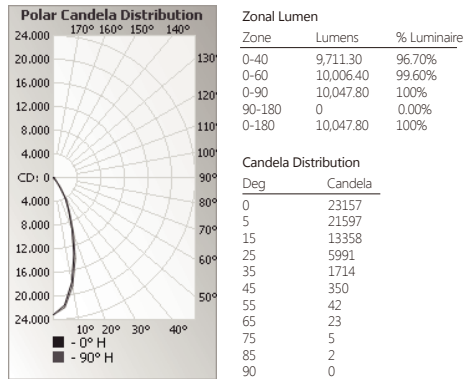 Polar Candela Distribution
170° 160° 150° 140°
24.000
20.000
16.000
12.000
8.000
4.000
CD: 0
4.000
8.000
12.000
16.000
20.000
24.000
130°
120°
110°
100°
90°
80°
70°
60°
50°
10° 20° 30° 40°
- 0° H
- 90° H
Zonal Lumen
Zone Lumens % Luminaire
0-40 9,711.30 96.70%
0-60 10,006.40 99.60%
0-90 10,047.80 100%
90-180 0 0.00%
0-180 10,047.80 100%
Candela Distribution
Deg Candela
0 23157
5 21597
15 13358
25 5991
35 1714
45 350
55 42
65 23
75 5
85 2
90 0